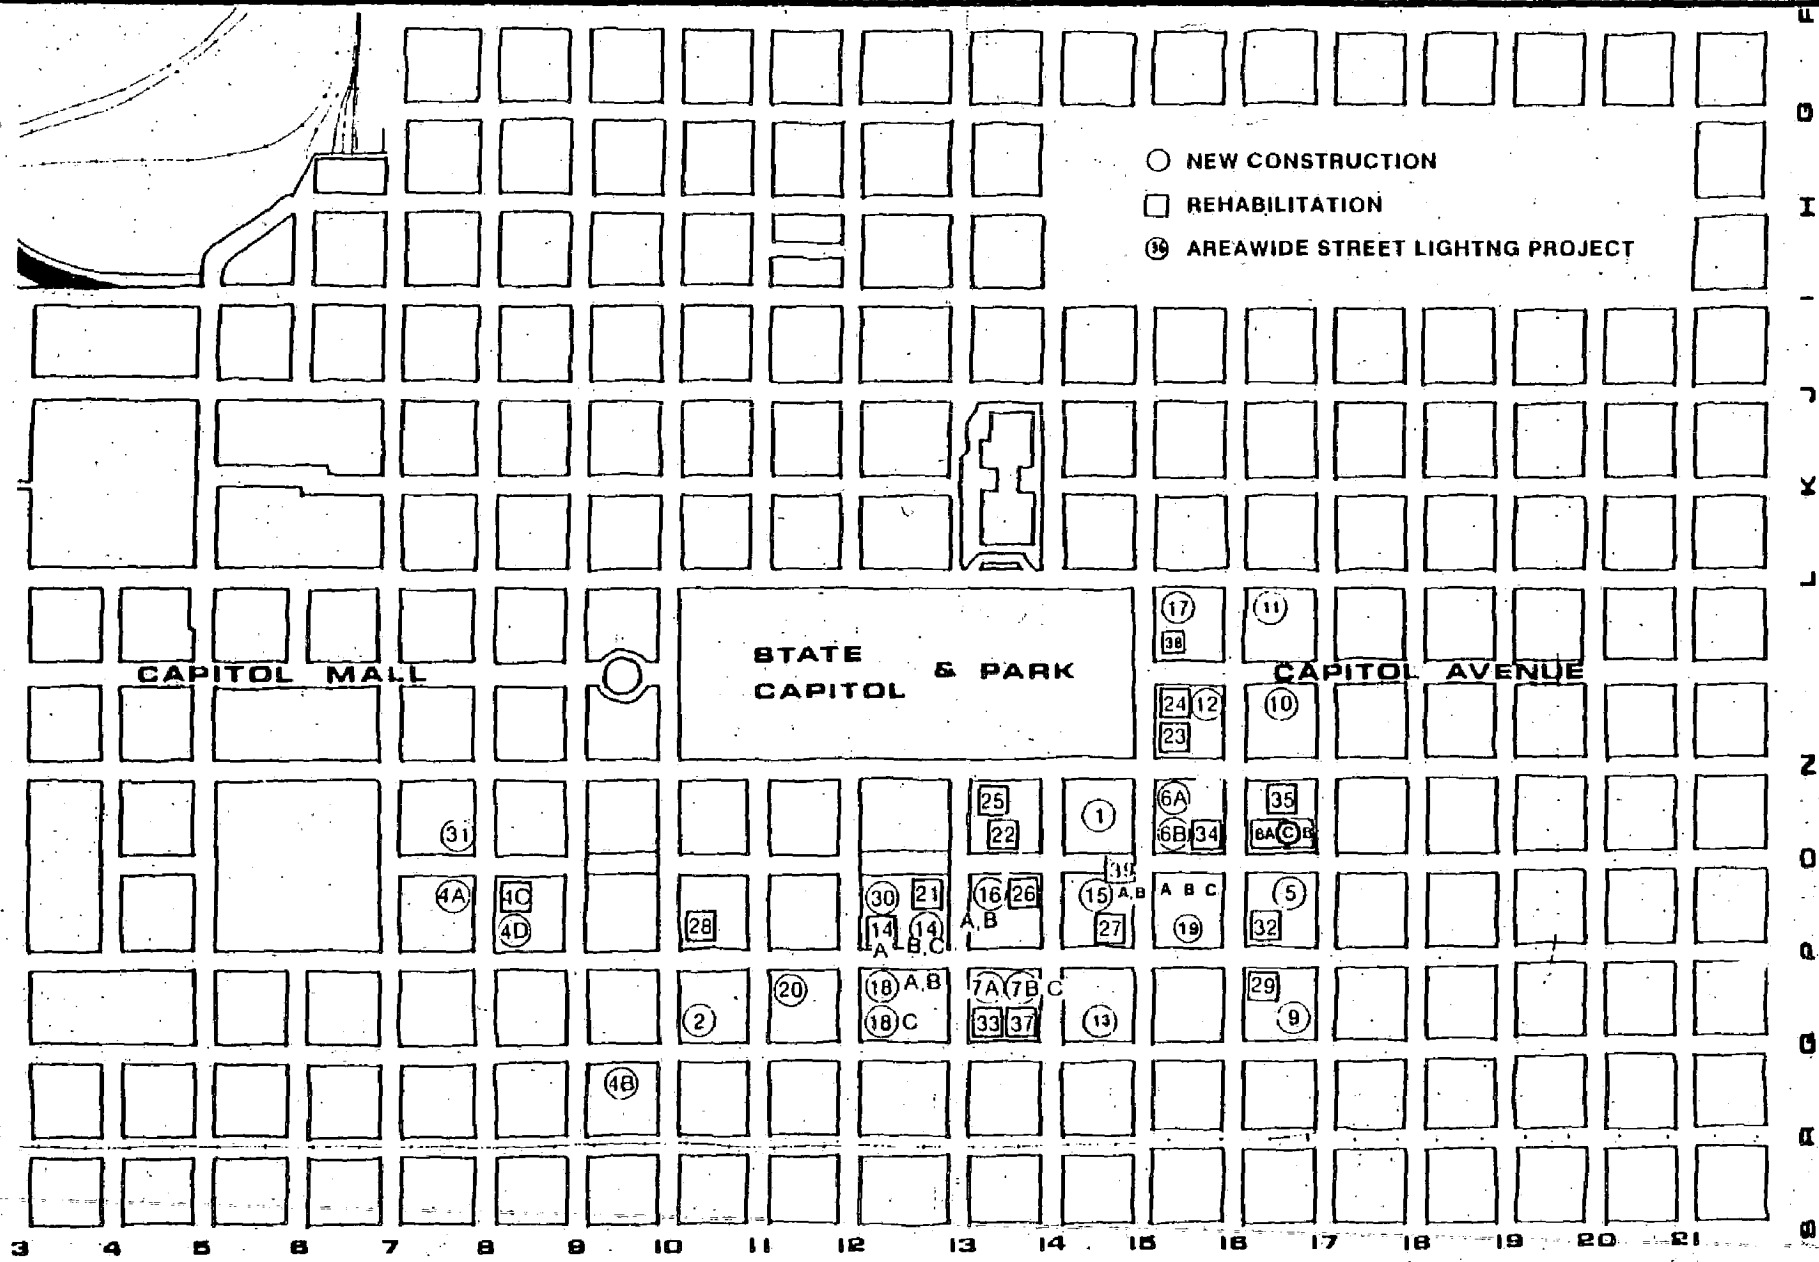 F
G
NEW CONSTRUCTION
REHABILITATION
H
36 AREAWIDE STREET LIGHTNG PROJECT
I
J
K
L
17 11
38
STATE & PARK
CAPITOL
CAPITOL MALL
CAPITOL AVENUE
24 12 10
23
N
25 1 6A 35
31 22 6B 34 8A C B
O
39
4A 4C 30 21 16 26 15 A,B A B C 5
28 14 14 A,B 27 19 32
4D A B,C
P
20 18 A,B 7A 7B C 29
2 18 C 33 37 13 9
Q
4B
R
S
3 4 5 6 7 8 9 10 11 12 13 14 15 16 17 18 19 20 21